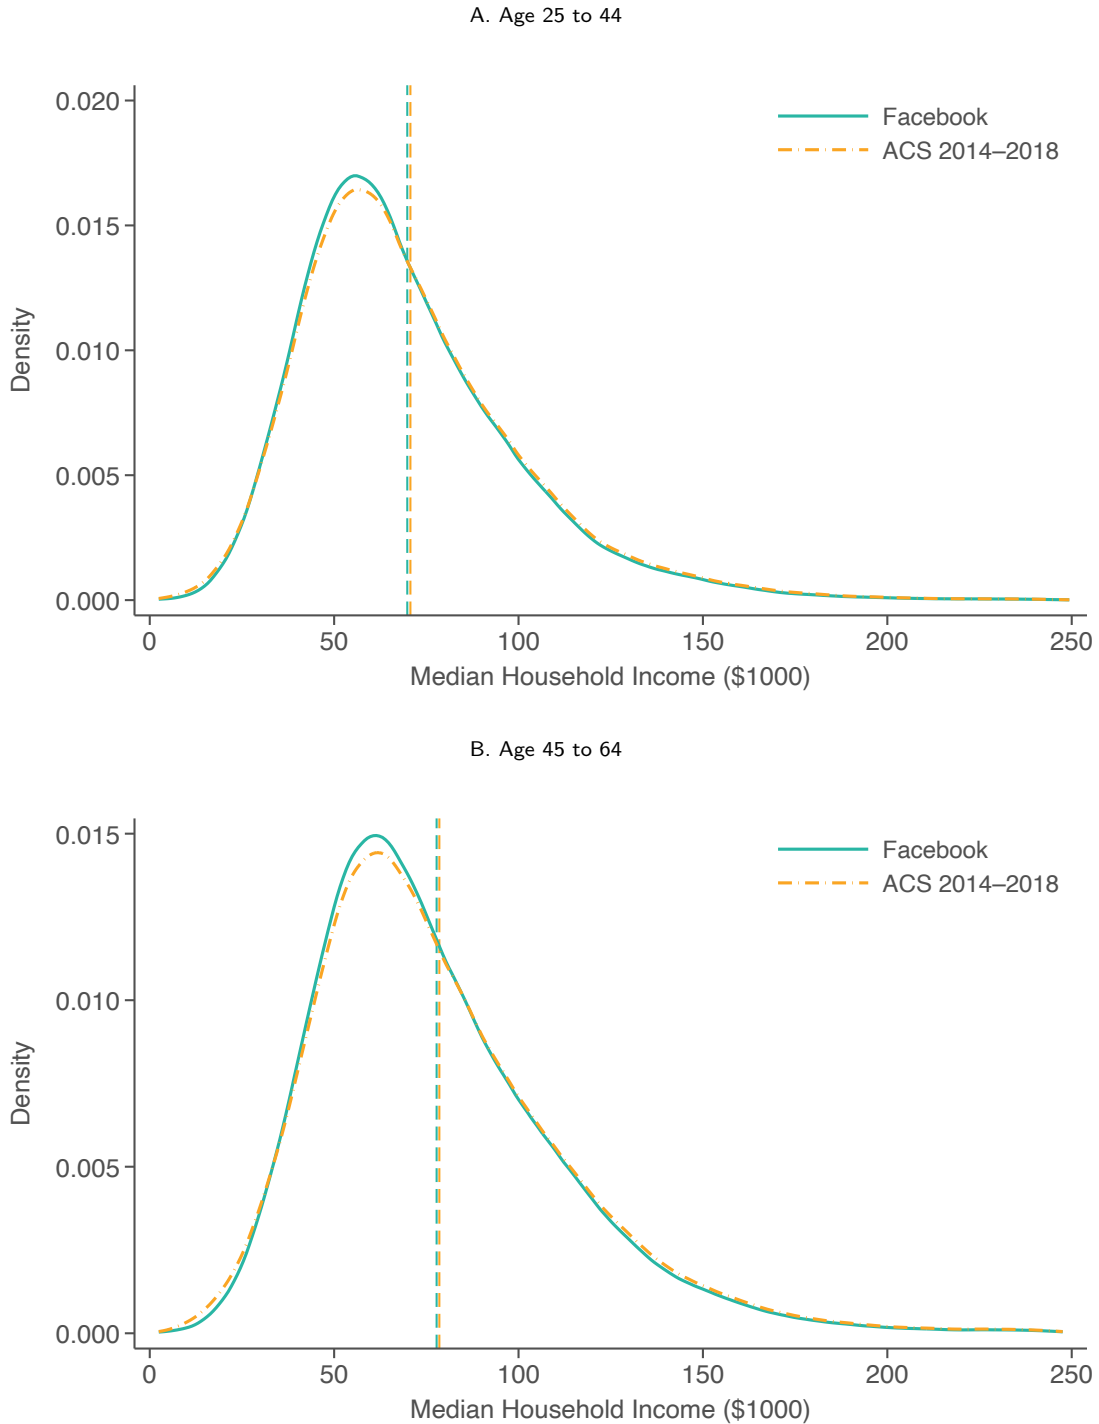 A. Age 25 to 44
0.020
0.015
0.010
0.005
0.000
Density
Facebook
ACS 2014–2018
0 50 100 150 200 250
Median Household Income ($1000)
B. Age 45 to 64
0.015
0.010
0.005
0.000
Density
Facebook
ACS 2014–2018
0 50 100 150 200 250
Median Household Income ($1000)